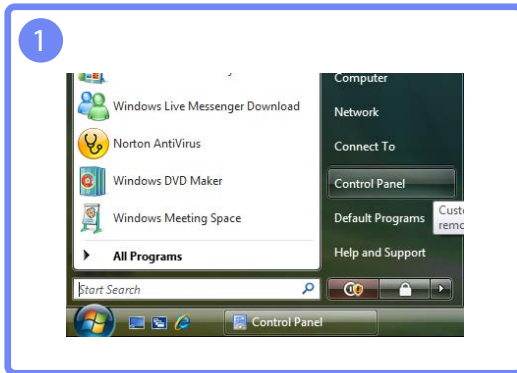 1
Windows Live Messenger Download
Norton AntiVirus
Windows DVD Maker
Windows Meeting Space
All Programs
Start Search
Computer
Network
Connect To
Control Panel
Default Programs
Help and Support
Control Panel